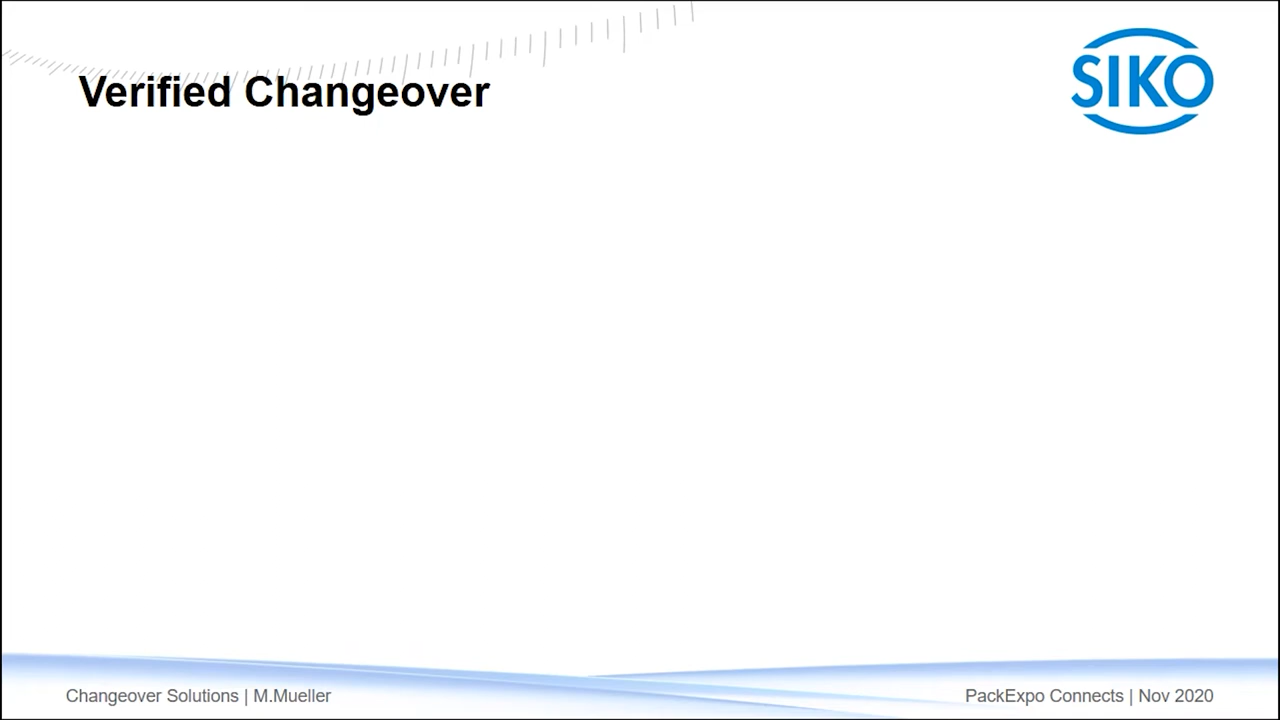 Verified Changeover
SIKO
Changeover Solutions | M.Mueller
PackExpo Connects | Nov 2020